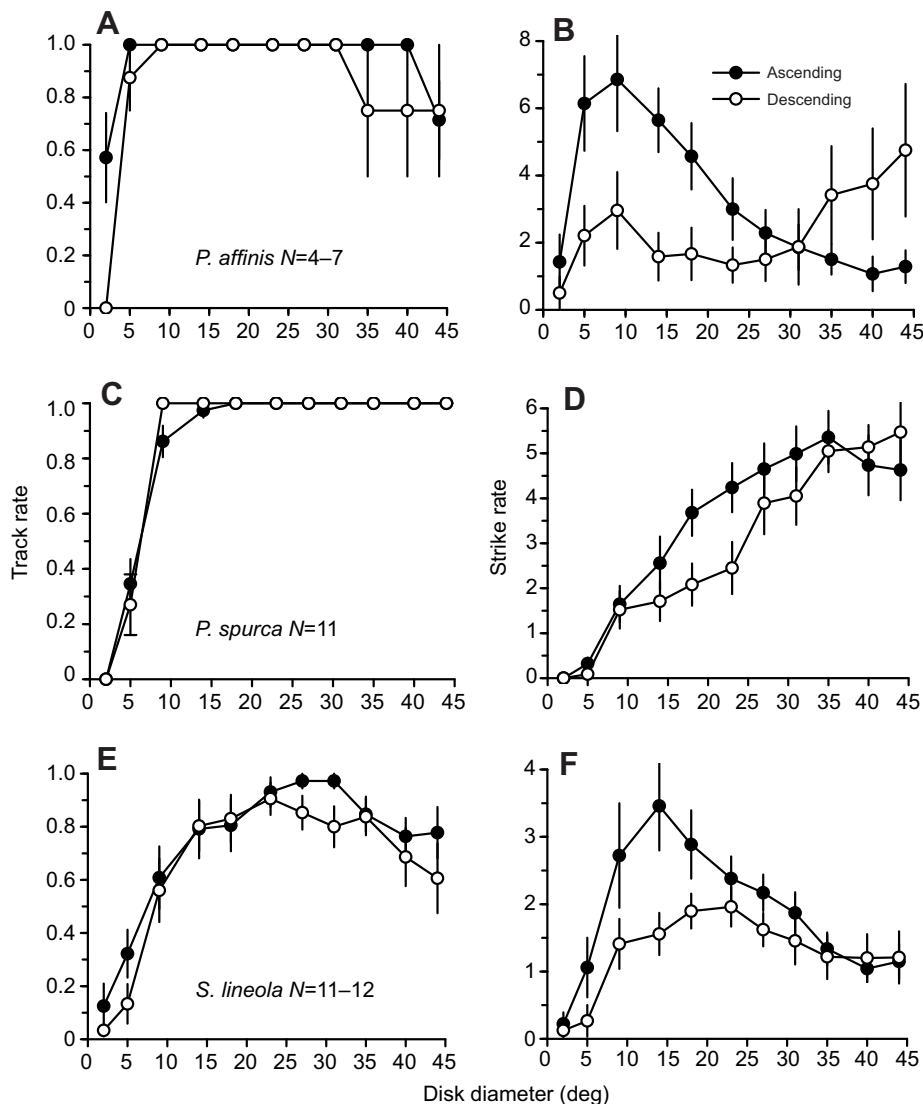 A
1.0
0.8
0.6
0.4
0.2
0
P. affinis N=4–7
0 5 10 15 20 25 30 35 40 45
B
8
6
4
2
0
Ascending
Descending
0 5 10 15 20 25 30 35 40 45
C
1.0
0.8
0.6
0.4
0.2
0
Track rate
P. spurca N=11
0 5 10 15 20 25 30 35 40 45
D
6
5
4
3
2
1
0
Strike rate
0 5 10 15 20 25 30 35 40 45
E
1.0
0.8
0.6
0.4
0.2
0
S. lineola N=11–12
0 5 10 15 20 25 30 35 40 45
F
4
3
2
1
0
0 5 10 15 20 25 30 35 40 45
Disk diameter (deg)